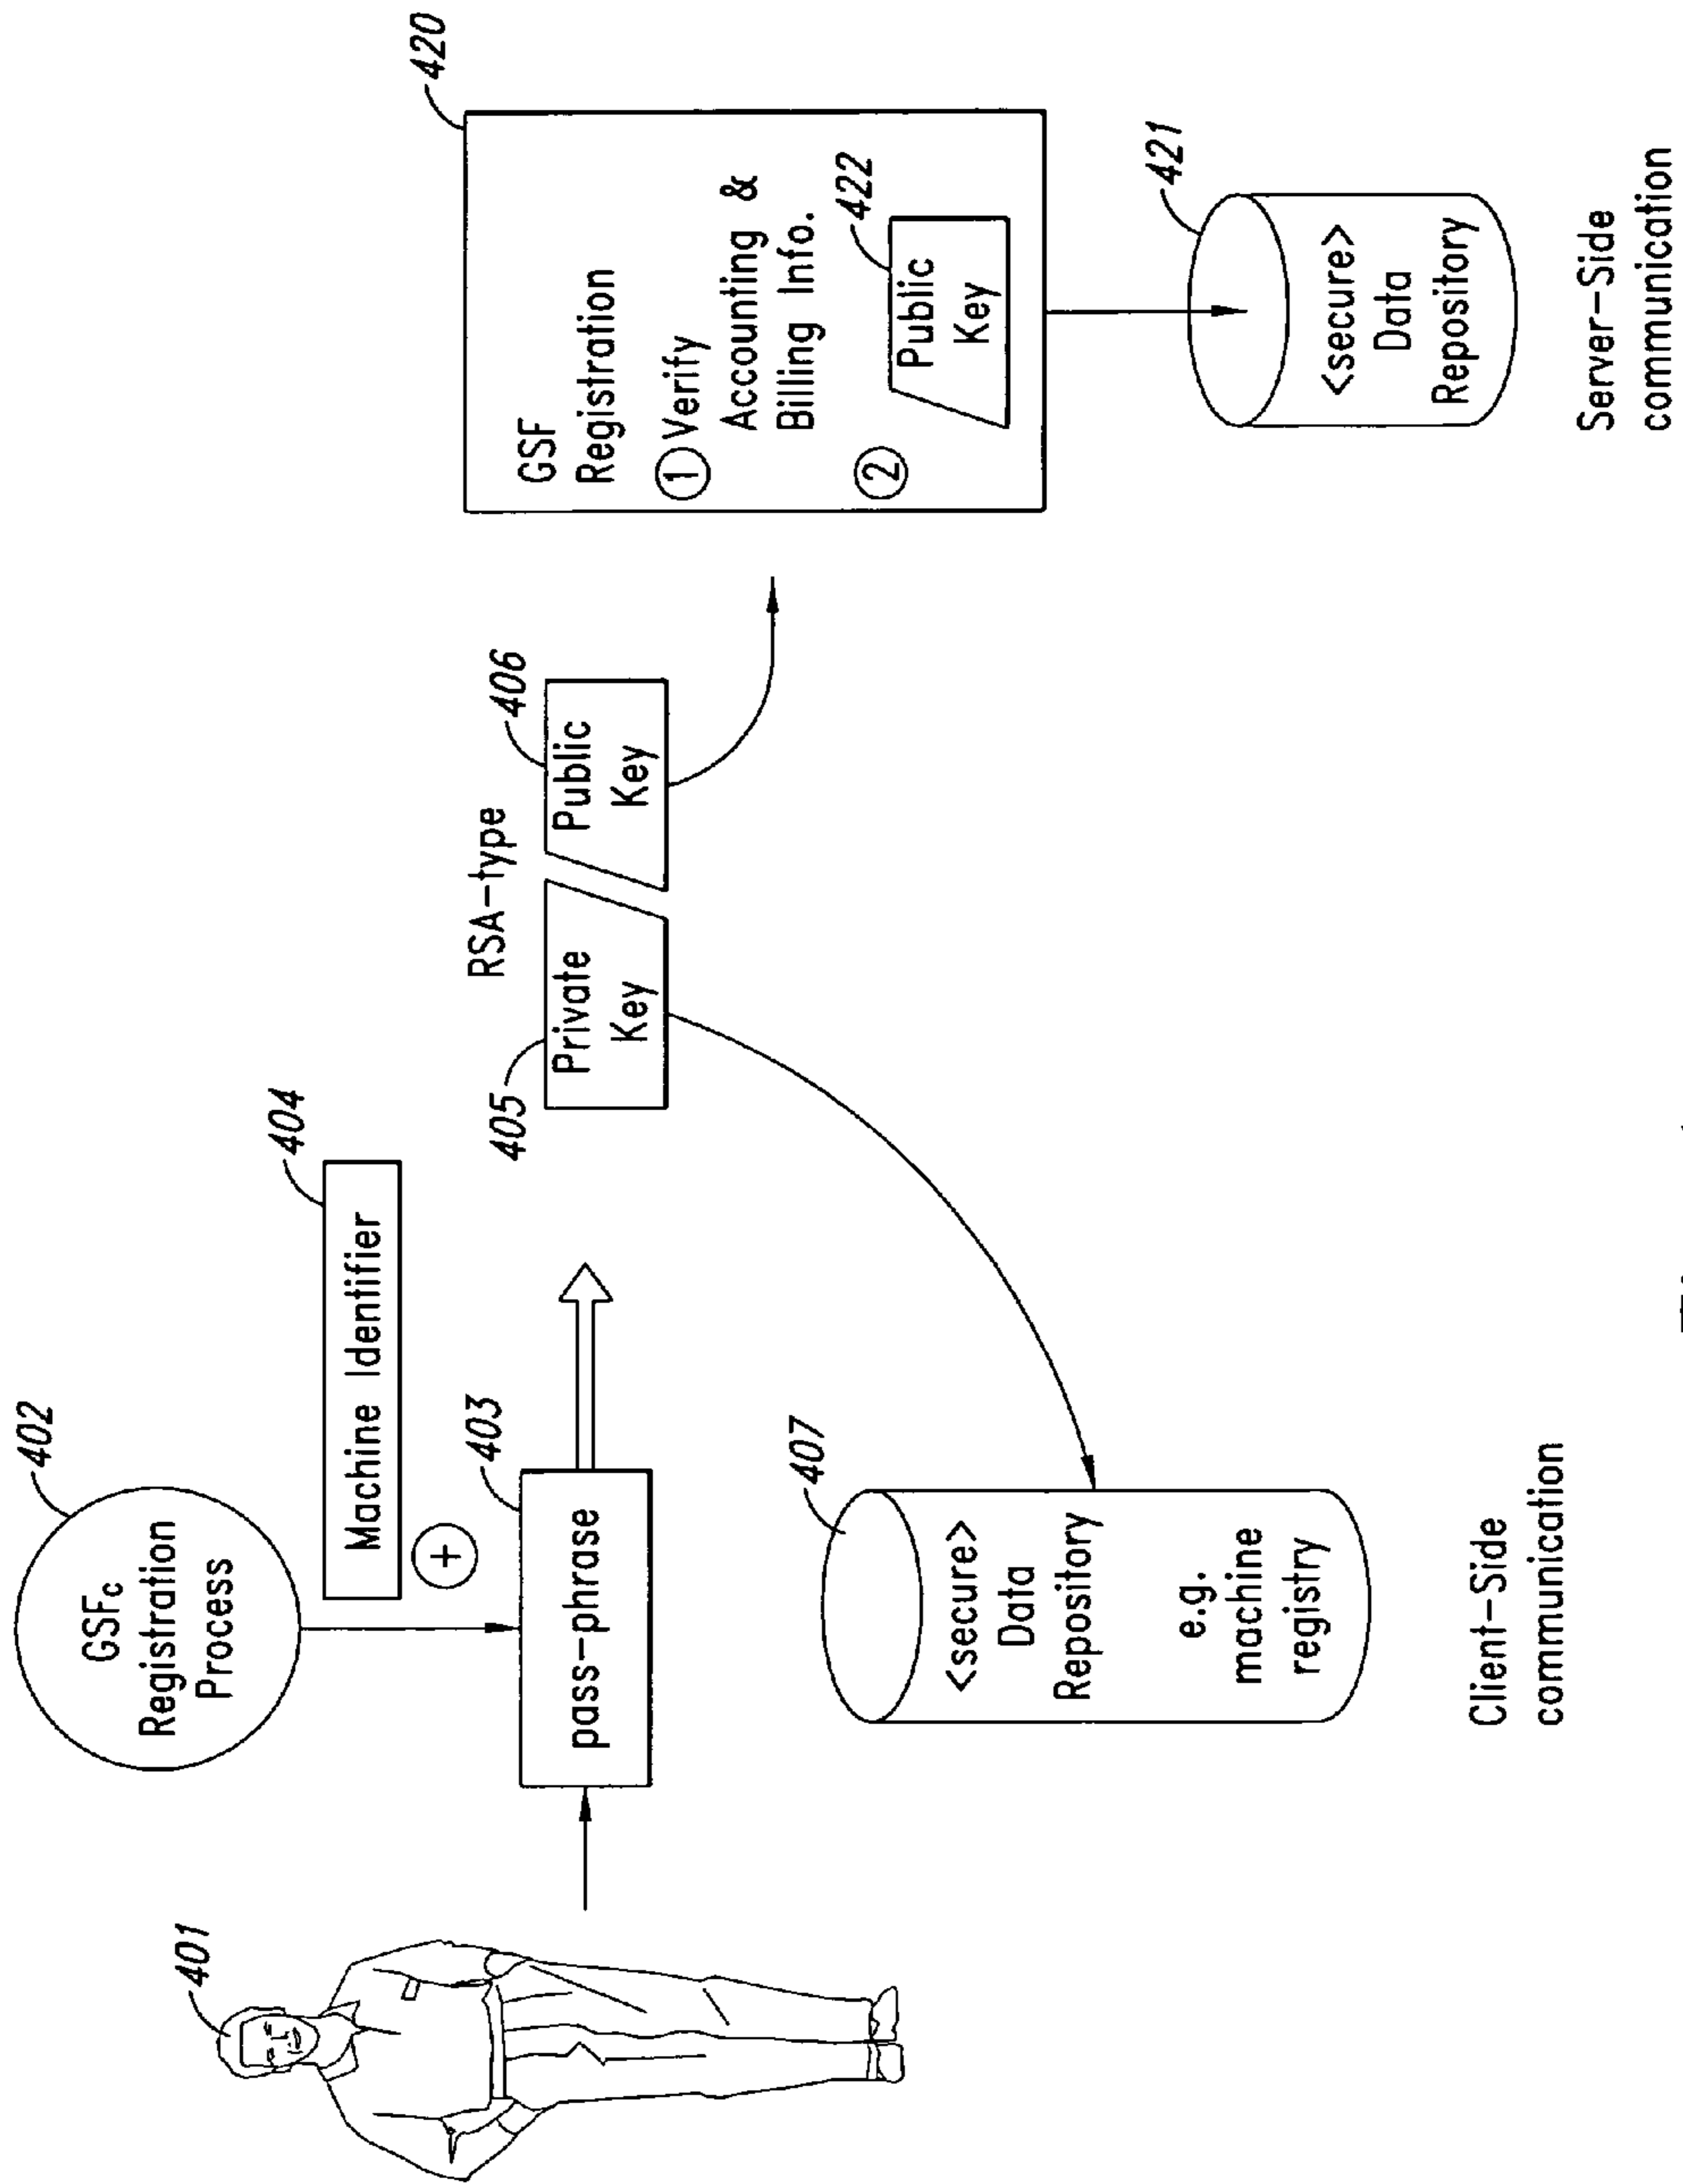 401
402
GSFc
Registration
Process
404
Machine Identifier
+
403
pass-phrase
RSA-type
405
Private
Key
406
Public
Key
407
<secure>
Data
Repository
e.g.
machine
registry
Client-Side
communication
420
GSF
Registration
1 Verify
Accounting &
Billing Info.
2
422
Public
Key
421
<secure>
Data
Repository
Server-Side
communication